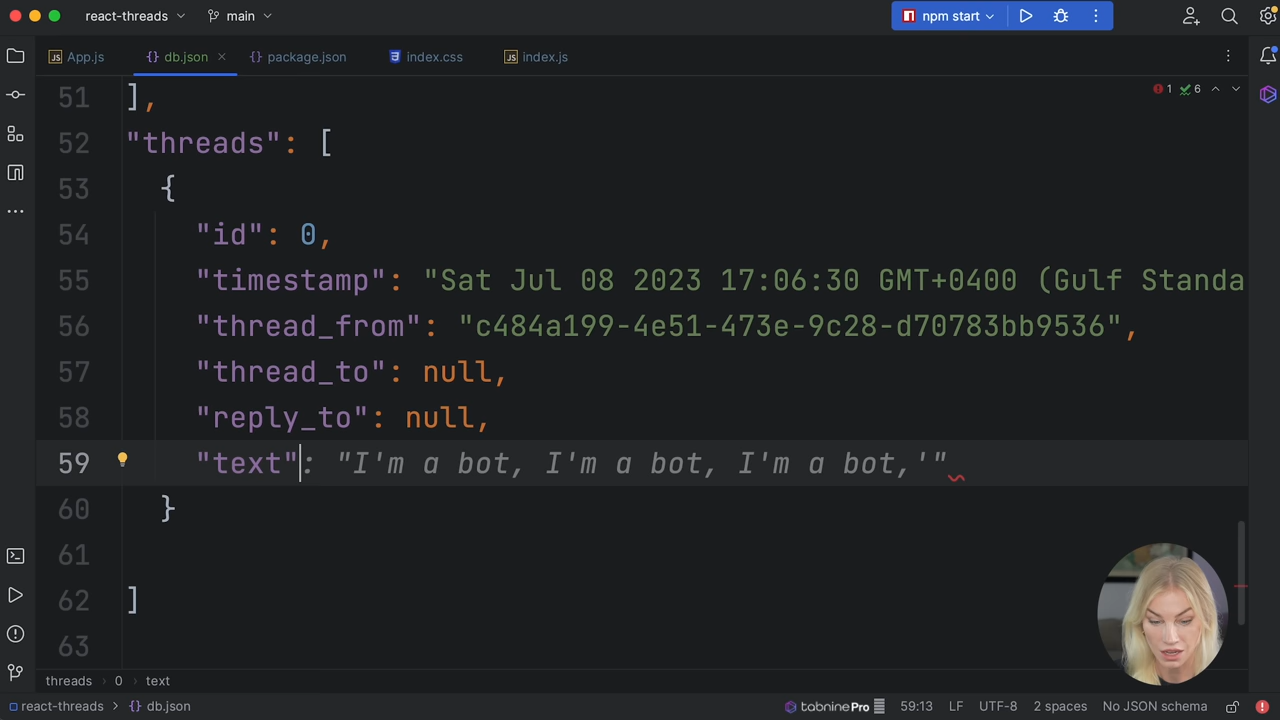 react-threads main npm start
App.js db.json package.json index.css index.js
1 6
51 ],
52 "threads": [
53 {
54 "id": 0,
55 "timestamp": "Sat Jul 08 2023 17:06:30 GMT+0400 (Gulf Standa
56 "thread_from": "c484a199-4e51-473e-9c28-d70783bb9536",
57 "thread_to": null,
58 "reply_to": null,
59 "text": "I'm a bot, I'm a bot, I'm a bot,'"
60 }
61
62 ]
63
threads 0 text
react-threads db.json tabnine Pro 59:13 LF UTF-8 2 spaces No JSON schema